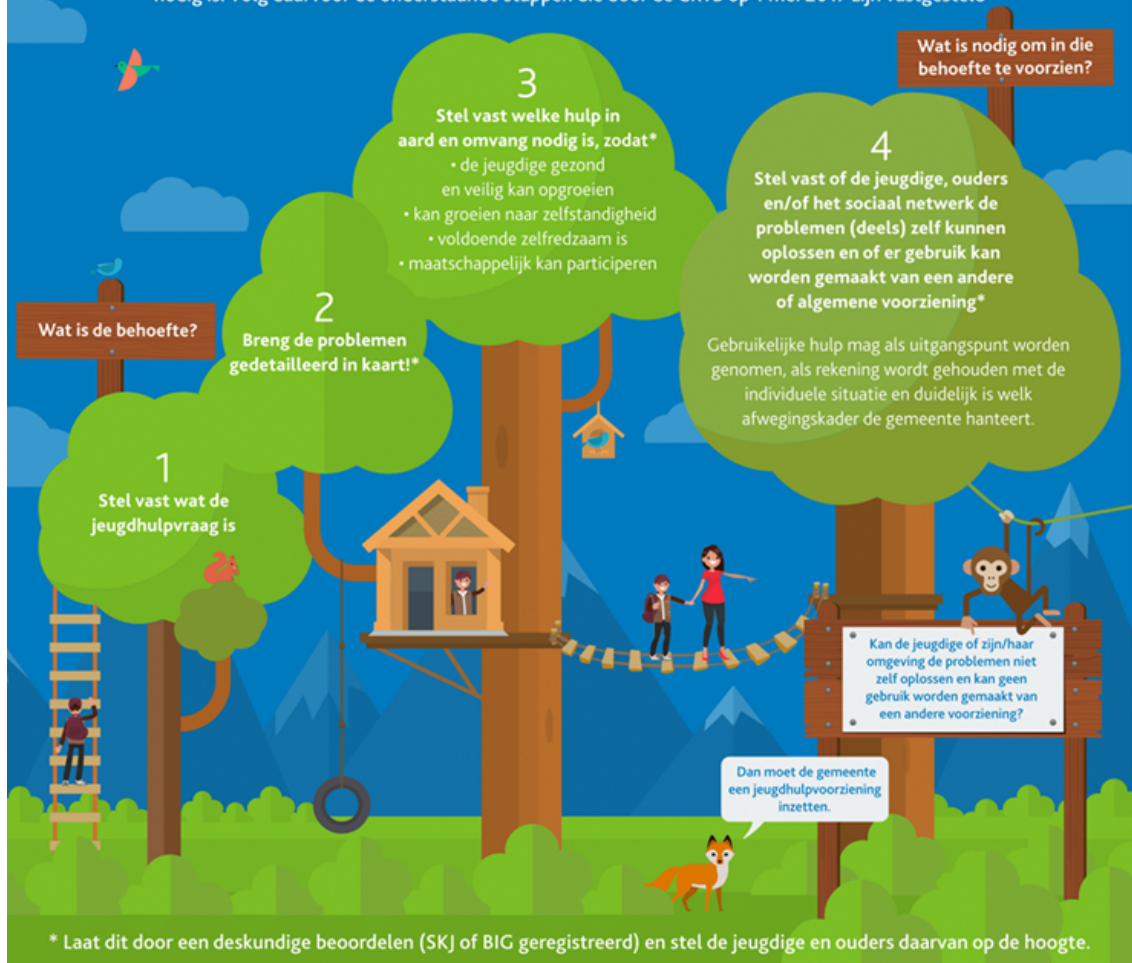 Wat is nodig om in die
behoefte te voorzien?
3
Stel vast welke hulp in
aard en omvang nodig is, zodat*
• de jeugdige gezond
en veilig kan opgroeien
• kan groeien naar zelfstandigheid
• voldoende zelfredzaam is
• maatschappelijk kan participeren
4
Stel vast of de jeugdige, ouders
en/of het sociaal netwerk de
problemen (deels) zelf kunnen
oplossen en of er gebruik kan
worden gemaakt van een andere
of algemene voorziening*
Gebruikelijke hulp mag als uitgangspunt worden
genomen, als rekening wordt gehouden met de
individuele situatie en duidelijk is welk
afwegingskader de gemeente hanteert.
Wat is de behoefte?
2
Breng de problemen
gedetailleerd in kaart!*
1
Stel vast wat de
jeugdhulpvraag is
Kan de jeugdige of zijn/haar
omgeving de problemen niet
zelf oplossen en kan geen
gebruik worden gemaakt van
een andere voorziening?
Dan moet de gemeente
een jeugdhulpvoorziening
inzetten.
* Laat dit door een deskundige beoordelen (SKJ of BIG geregistreerd) en stel de jeugdige en ouders daarvan op de hoogte.